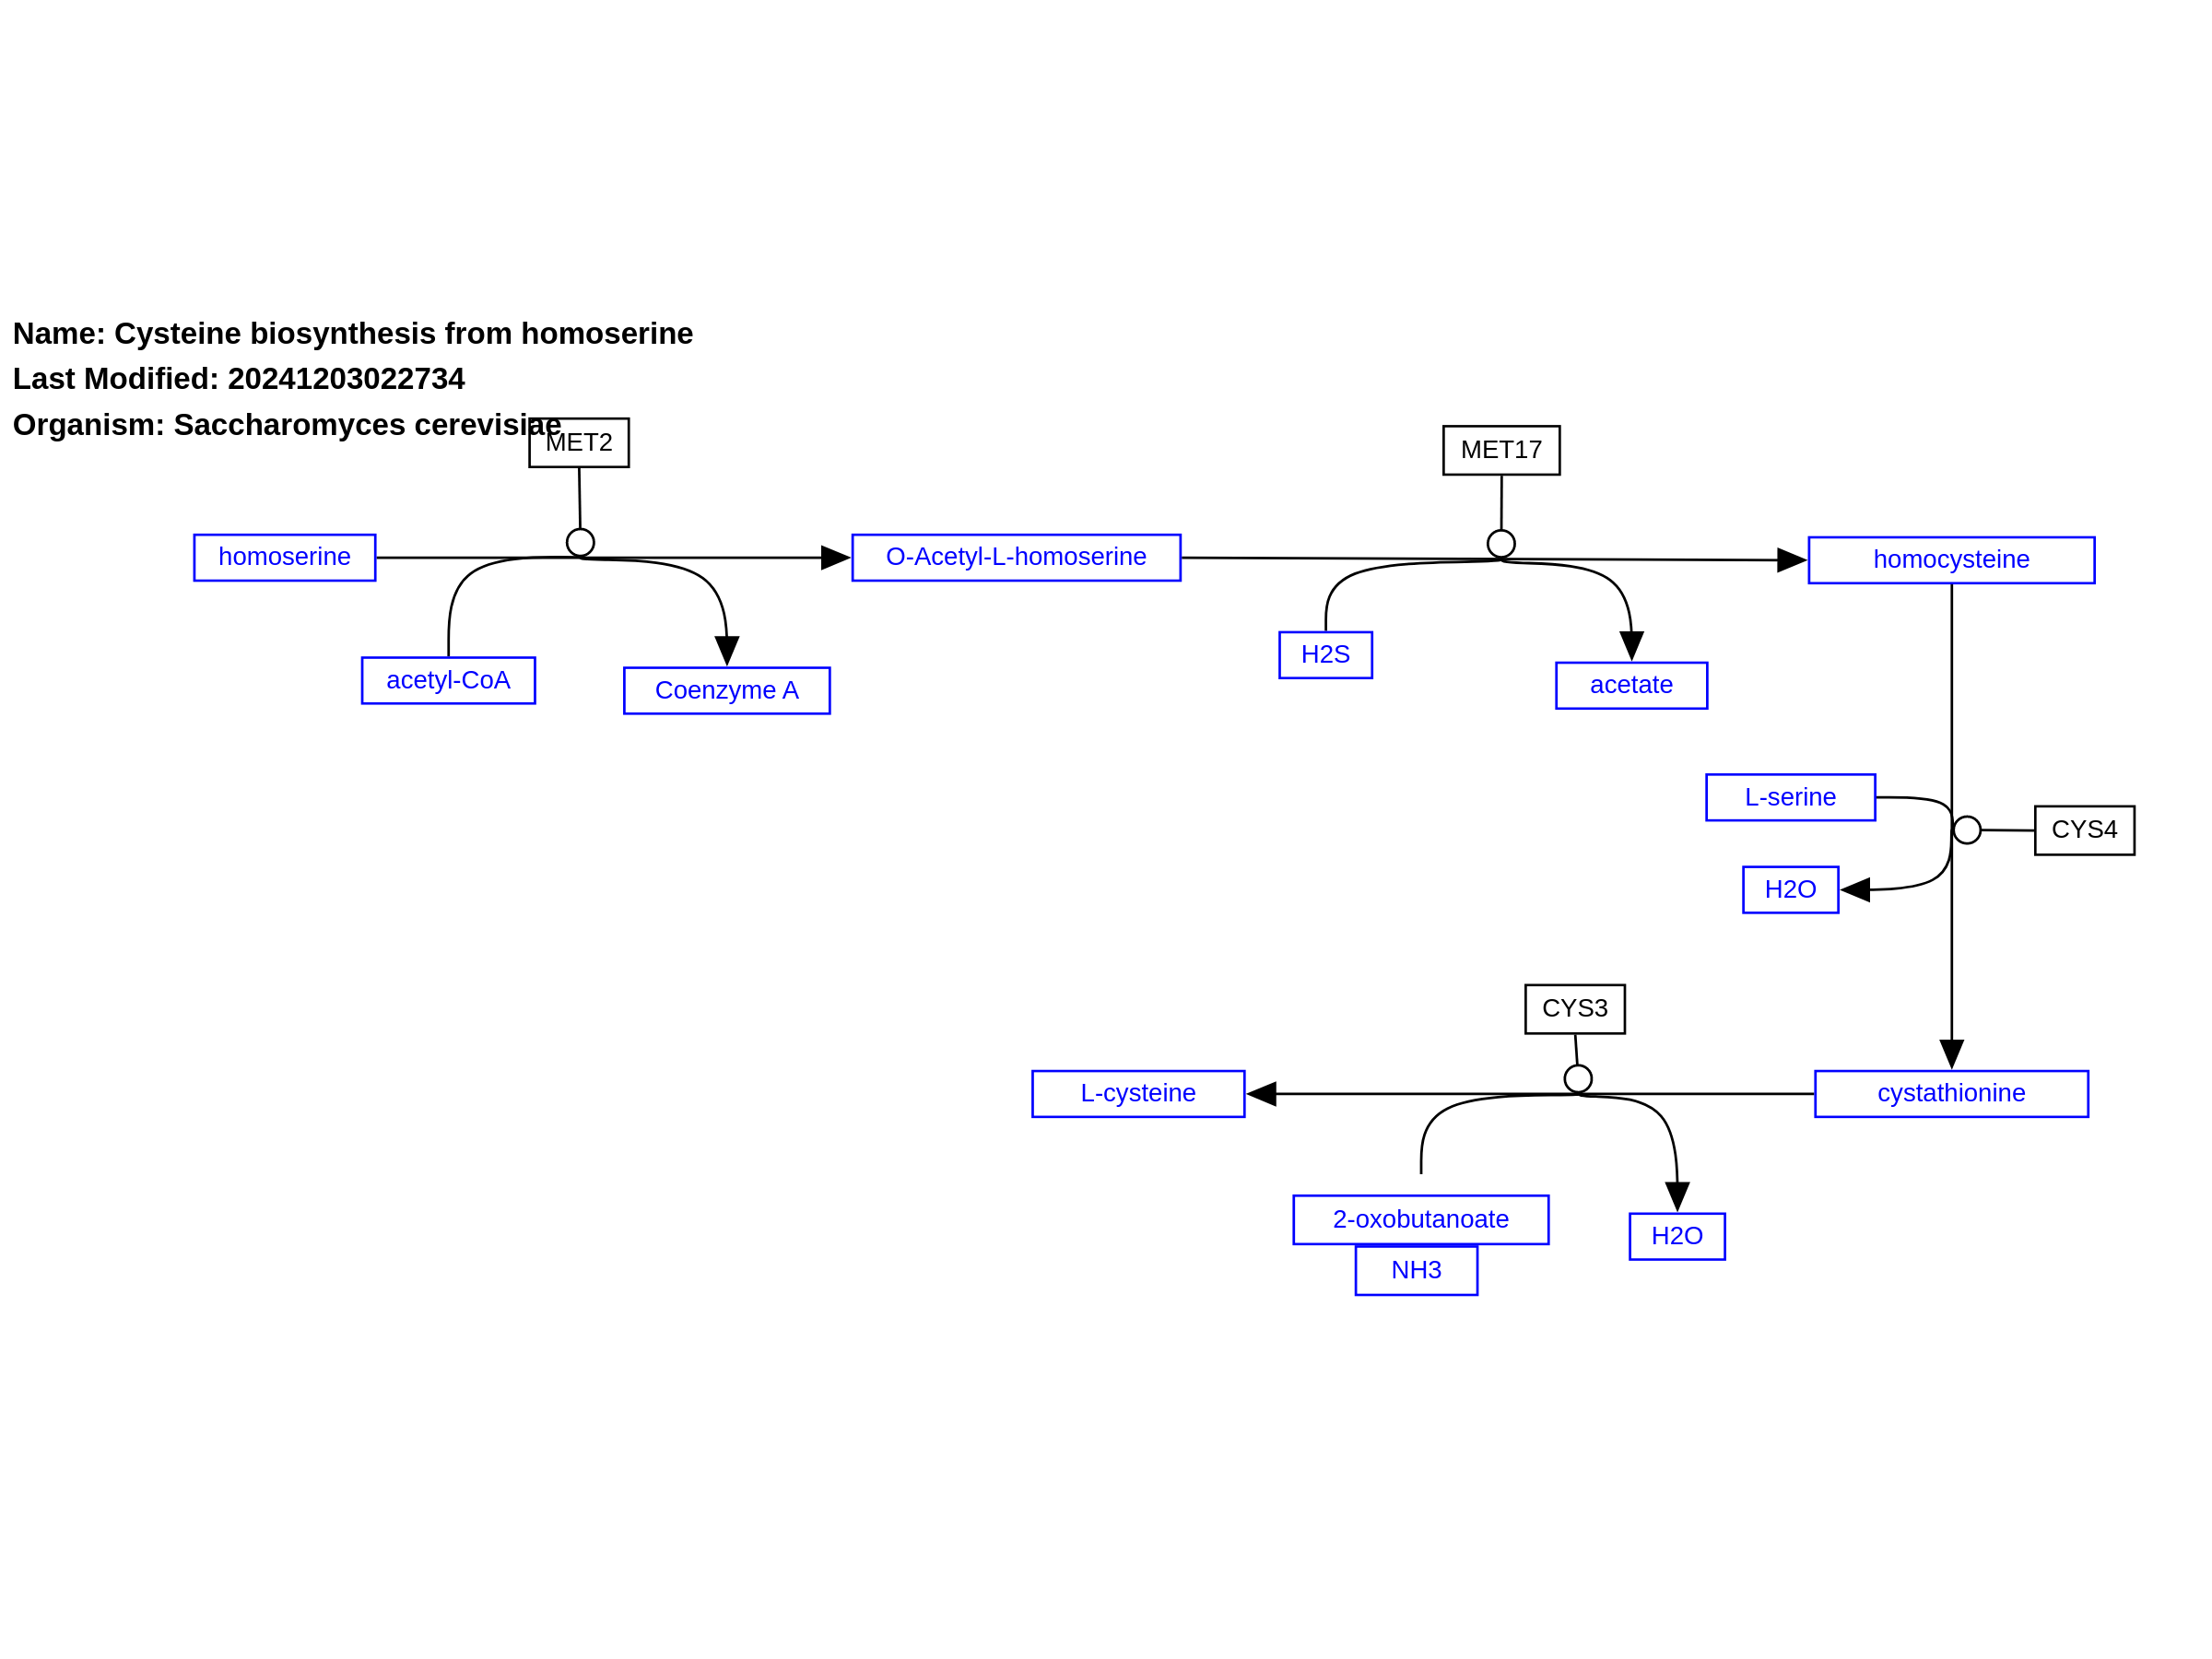 Name: Cysteine biosynthesis from homoserine
Last Modified: 20241203022734
Organism: Saccharomyces cerevisiae
MET2
MET17
homoserine
O-Acetyl-L-homoserine
homocysteine
acetyl-CoA
Coenzyme A
H2S
acetate
L-serine
CYS4
H2O
CYS3
L-cysteine
cystathionine
2-oxobutanoate
H2O
NH3